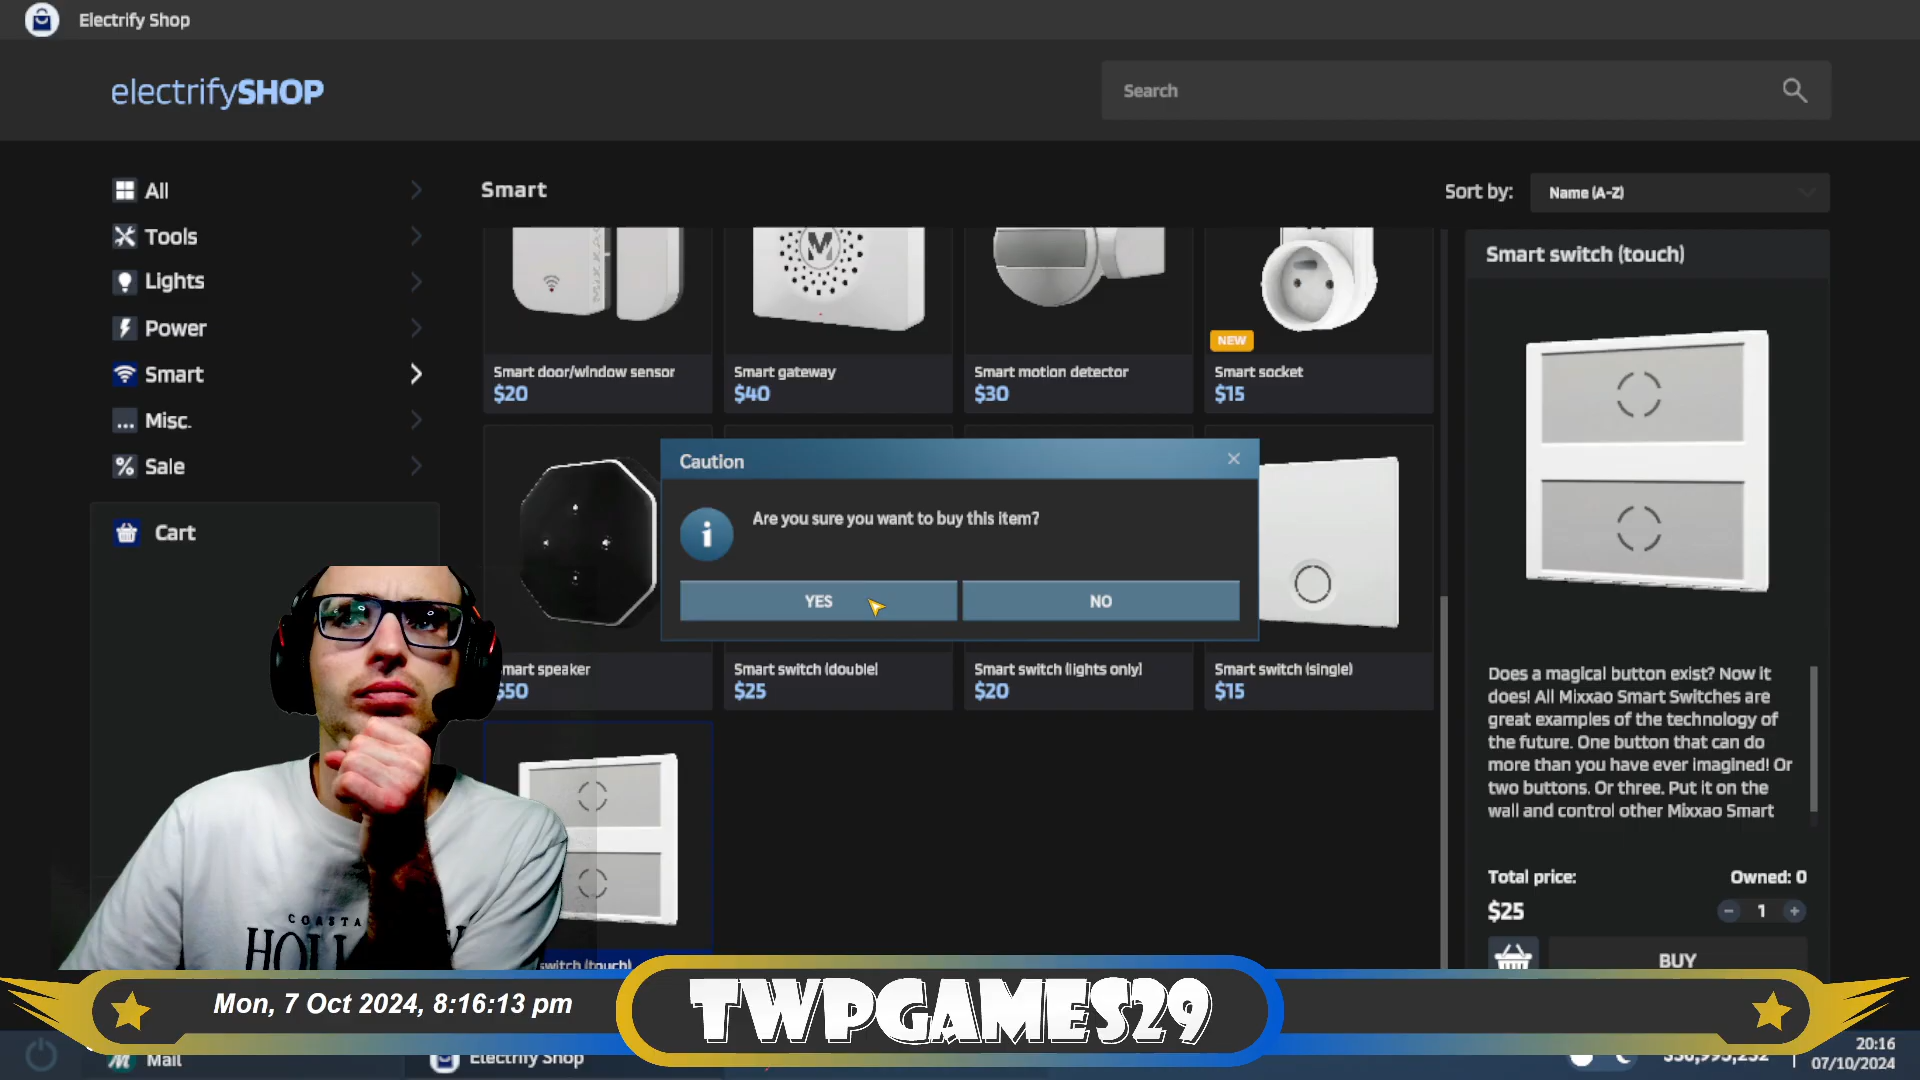 Electrify Shop
electrifySHOP
Search
All
Tools
Lights
Power
Smart
Misc.
Sale
Cart
Smart
Sort by:
Name (A-Z)
NEW
Smart door/window sensor
$20
Smart gateway
$40
Smart motion detector
$30
Smart socket
$15
Caution
Are you sure you want to buy this item?
YES
NO
mart speaker
$50
Smart switch (double)
$25
Smart switch (lights only)
$20
Smart switch (single)
$15
switch (touch)
Smart switch (touch)
Does a magical button exist? Now it
does! All Mixxao Smart Switches are
great examples of the technology of
the future. One button that can do
more than you have ever imagined! Or
two buttons. Or three. Put it on the
wall and control other Mixxao Smart
Total price:
Owned: 0
$25
1
BUY
COASTA
Mon, 7 Oct 2024, 8:16:13 pm
TWPGAMES29
Mail
Electrify Shop
20:16
07/10/2024